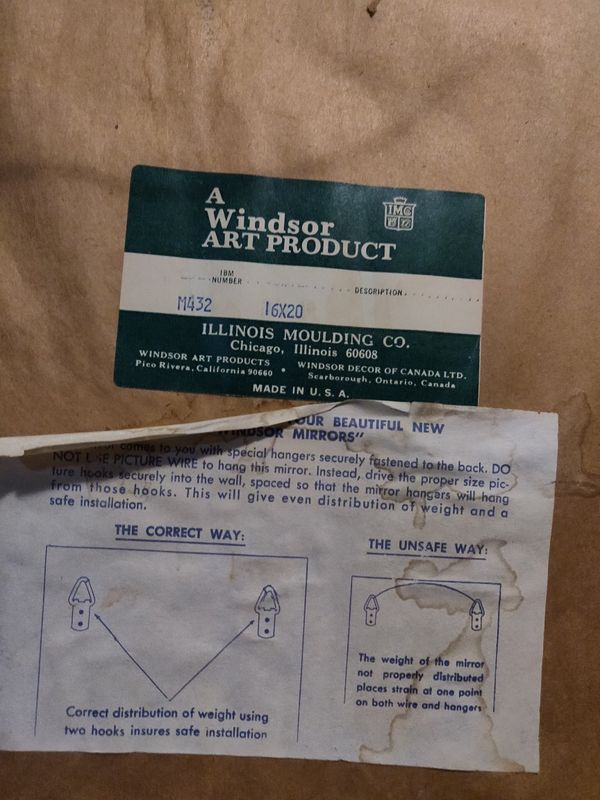 A
Windsor
ART PRODUCT
IMC
IBM
NUMBER
DESCRIPTION
M432 16X20
ILLINOIS MOULDING CO.
Chicago, Illinois 60608
WINDSOR ART PRODUCTS • WINDSOR DECOR OF CANADA LTD.
Pico Rivera, California 90660 Scarborough, Ontario, Canada
MADE IN U. S. A.
OUR BEAUTIFUL NEW
WINDSOR MIRRORS"
comes to you with special hangers securely fastened to the back. DO
NOT USE PICTURE WIRE to hang this mirror. Instead, drive the proper size pic-
ture hooks securely into the wall, spaced so that the mirror hangers will hang
from those hooks. This will give even distribution of weight and a
safe installation.
THE CORRECT WAY:
THE UNSAFE WAY:
Correct distribution of weight using
two hooks insures safe installation
The weight of the mirror
not properly distributed
places strain at one point
on both wire and hangers